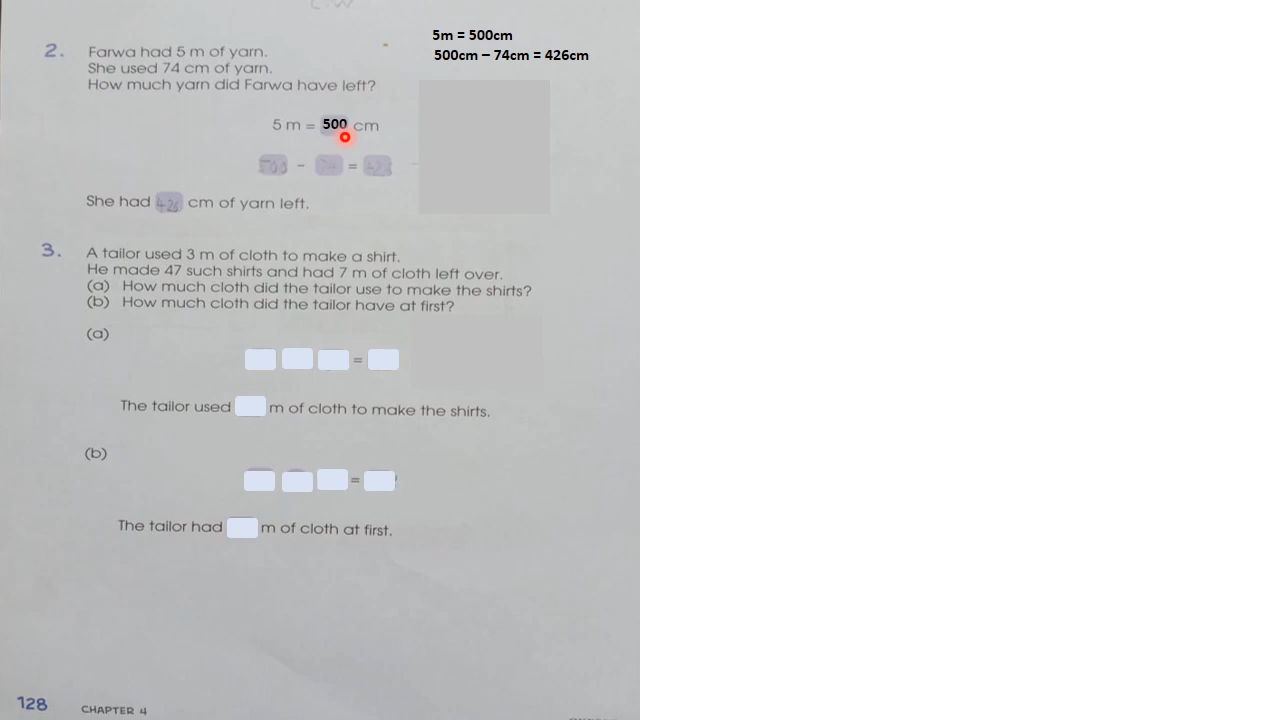 5m = 500cm
500cm – 74cm = 426cm
2. Farwa had 5 m of yarn.
She used 74 cm of yarn.
How much yarn did Farwa have left?
5 m = 500 cm
- =
She had 426 cm of yarn left.
3. A tailor used 3 m of cloth to make a shirt.
He made 47 such shirts and had 7 m of cloth left over.
(a) How much cloth did the tailor use to make the shirts?
(b) How much cloth did the tailor have at first?
(a)
=
The tailor used m of cloth to make the shirts.
(b)
=
The tailor had m of cloth at first.
128 CHAPTER 4